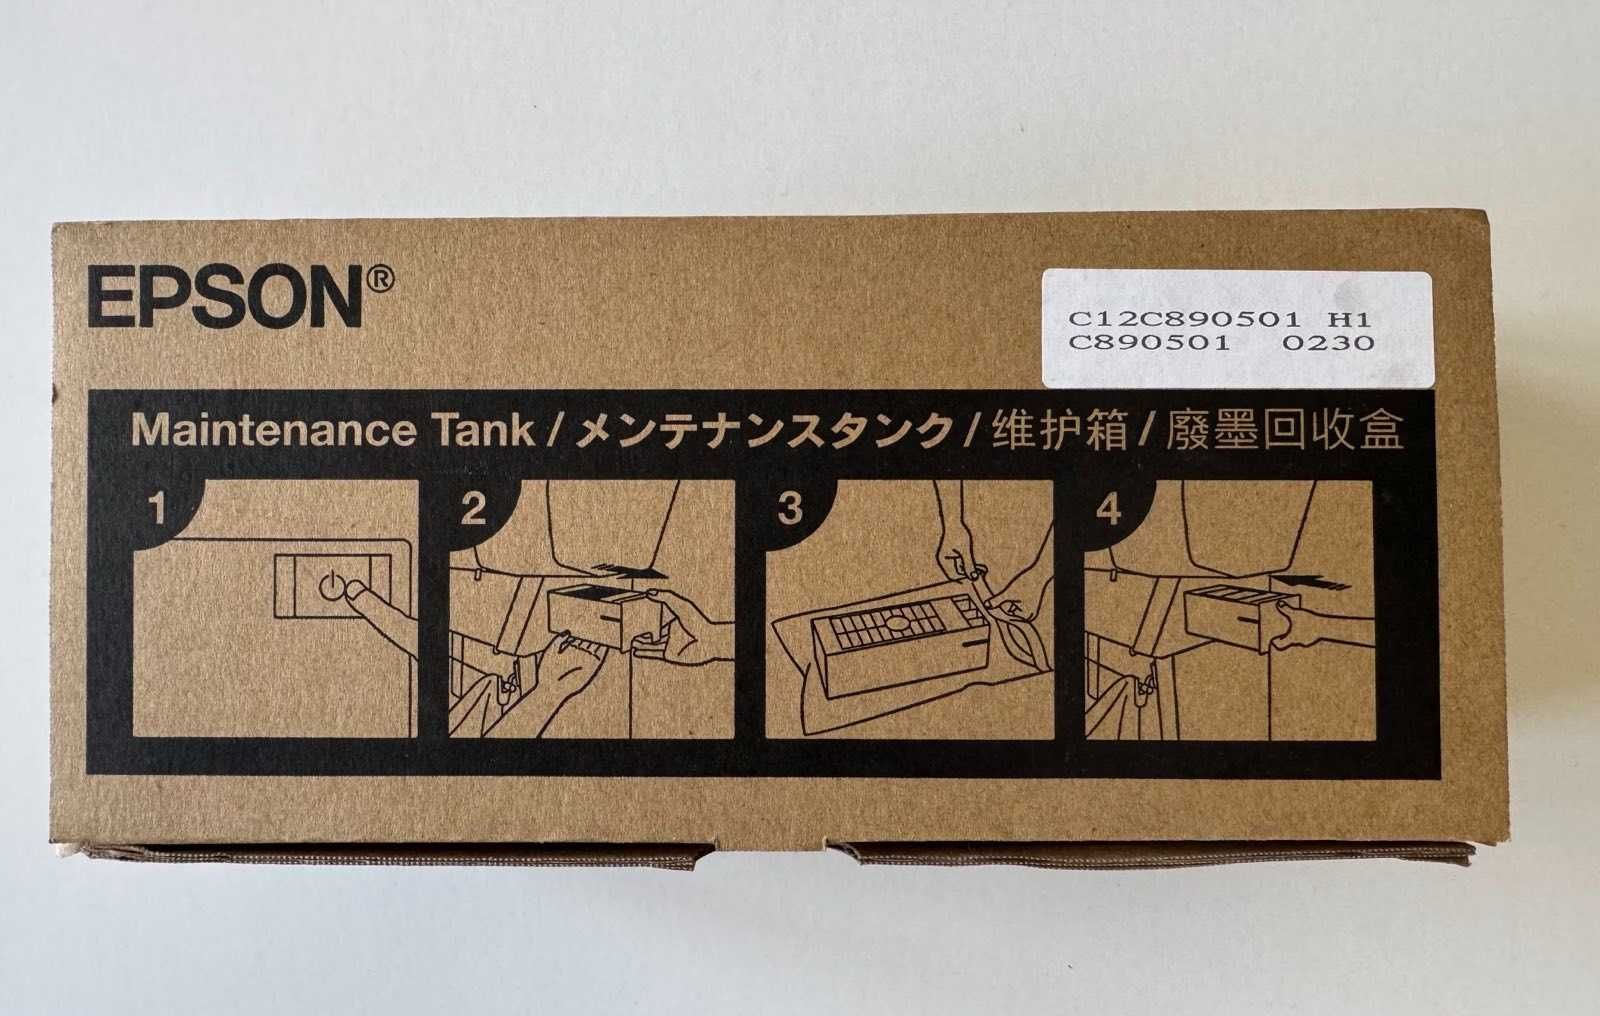 EPSON®
C12C890501 H1
C890501 0230
Maintenance Tank / メンテナンスタンク / 维护箱 / 廢墨回收盒
1 2 3 4